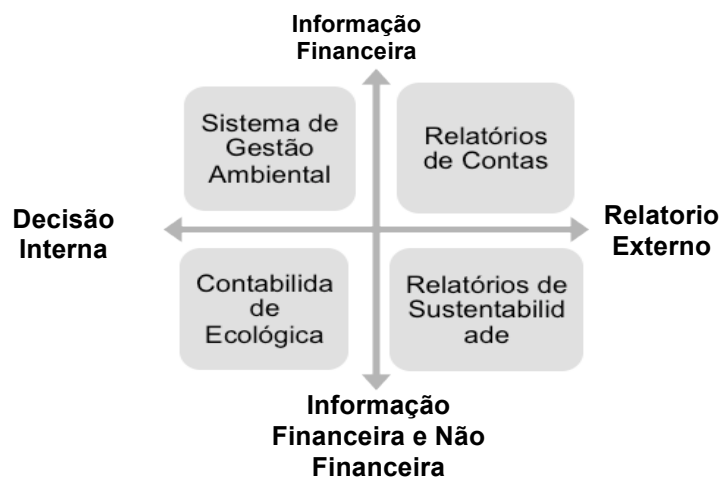 Informação
Financeira
Sistema de
Gestão
Ambiental
Relatórios
de Contas
Decisão
Interna
Relatorio
Externo
Contabilida
de
Ecológica
Relatórios de
Sustentabilid
ade
Informação
Financeira e Não
Financeira